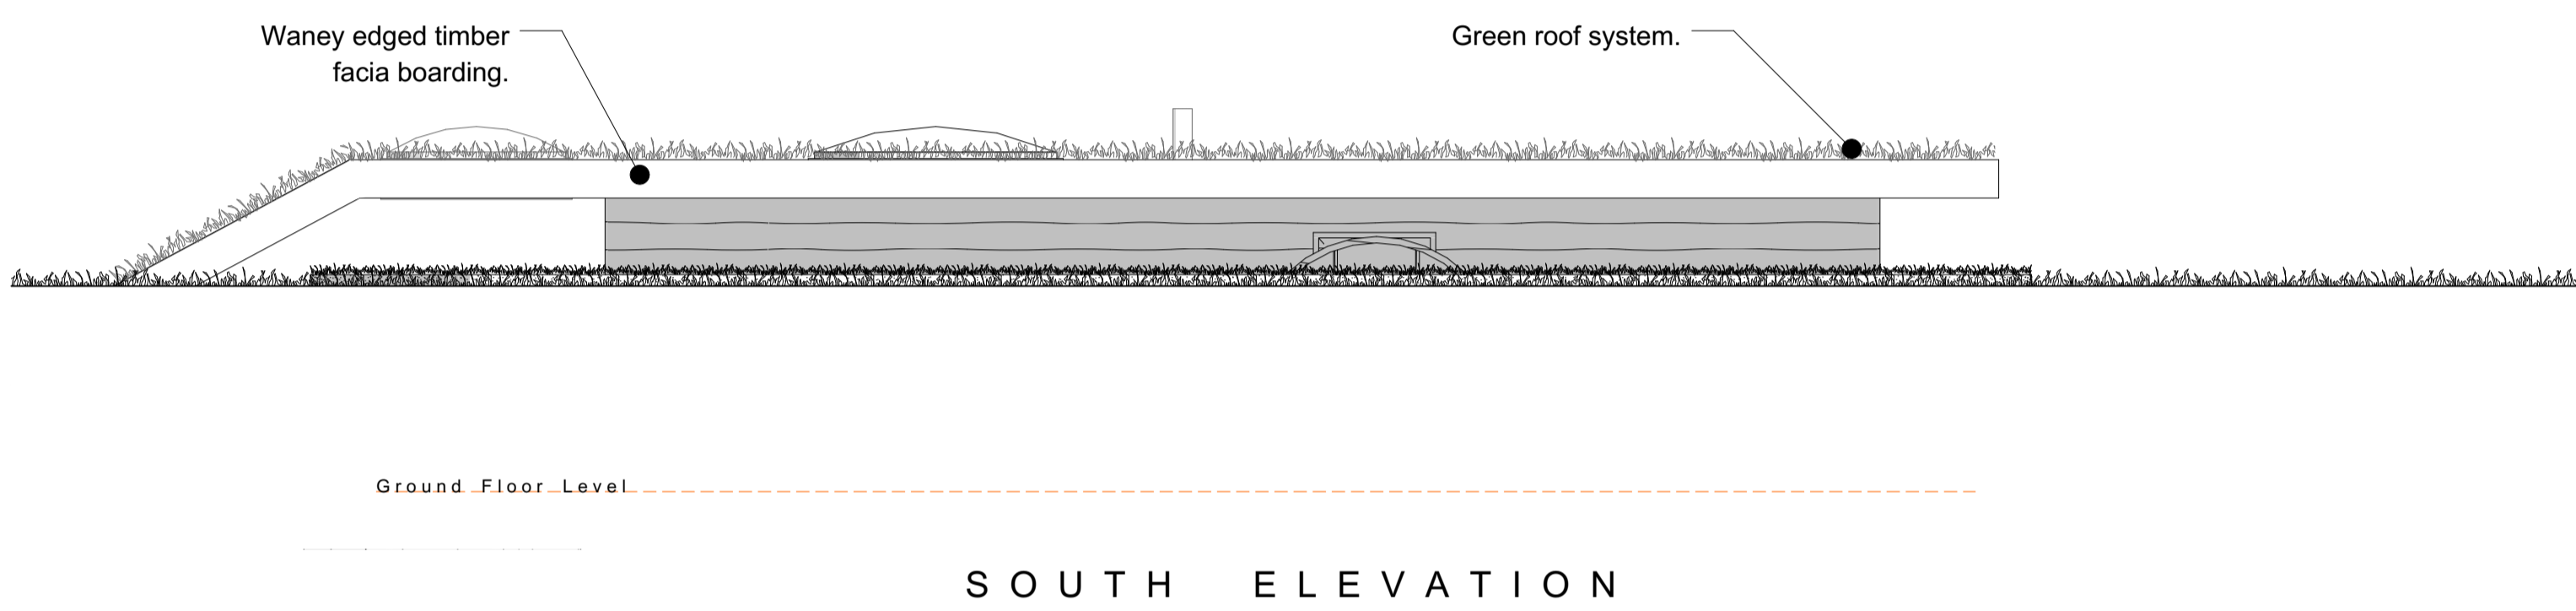 Waney edged timber
facia boarding.
Green roof system.
Ground Floor Level
SOUTH ELEVATION